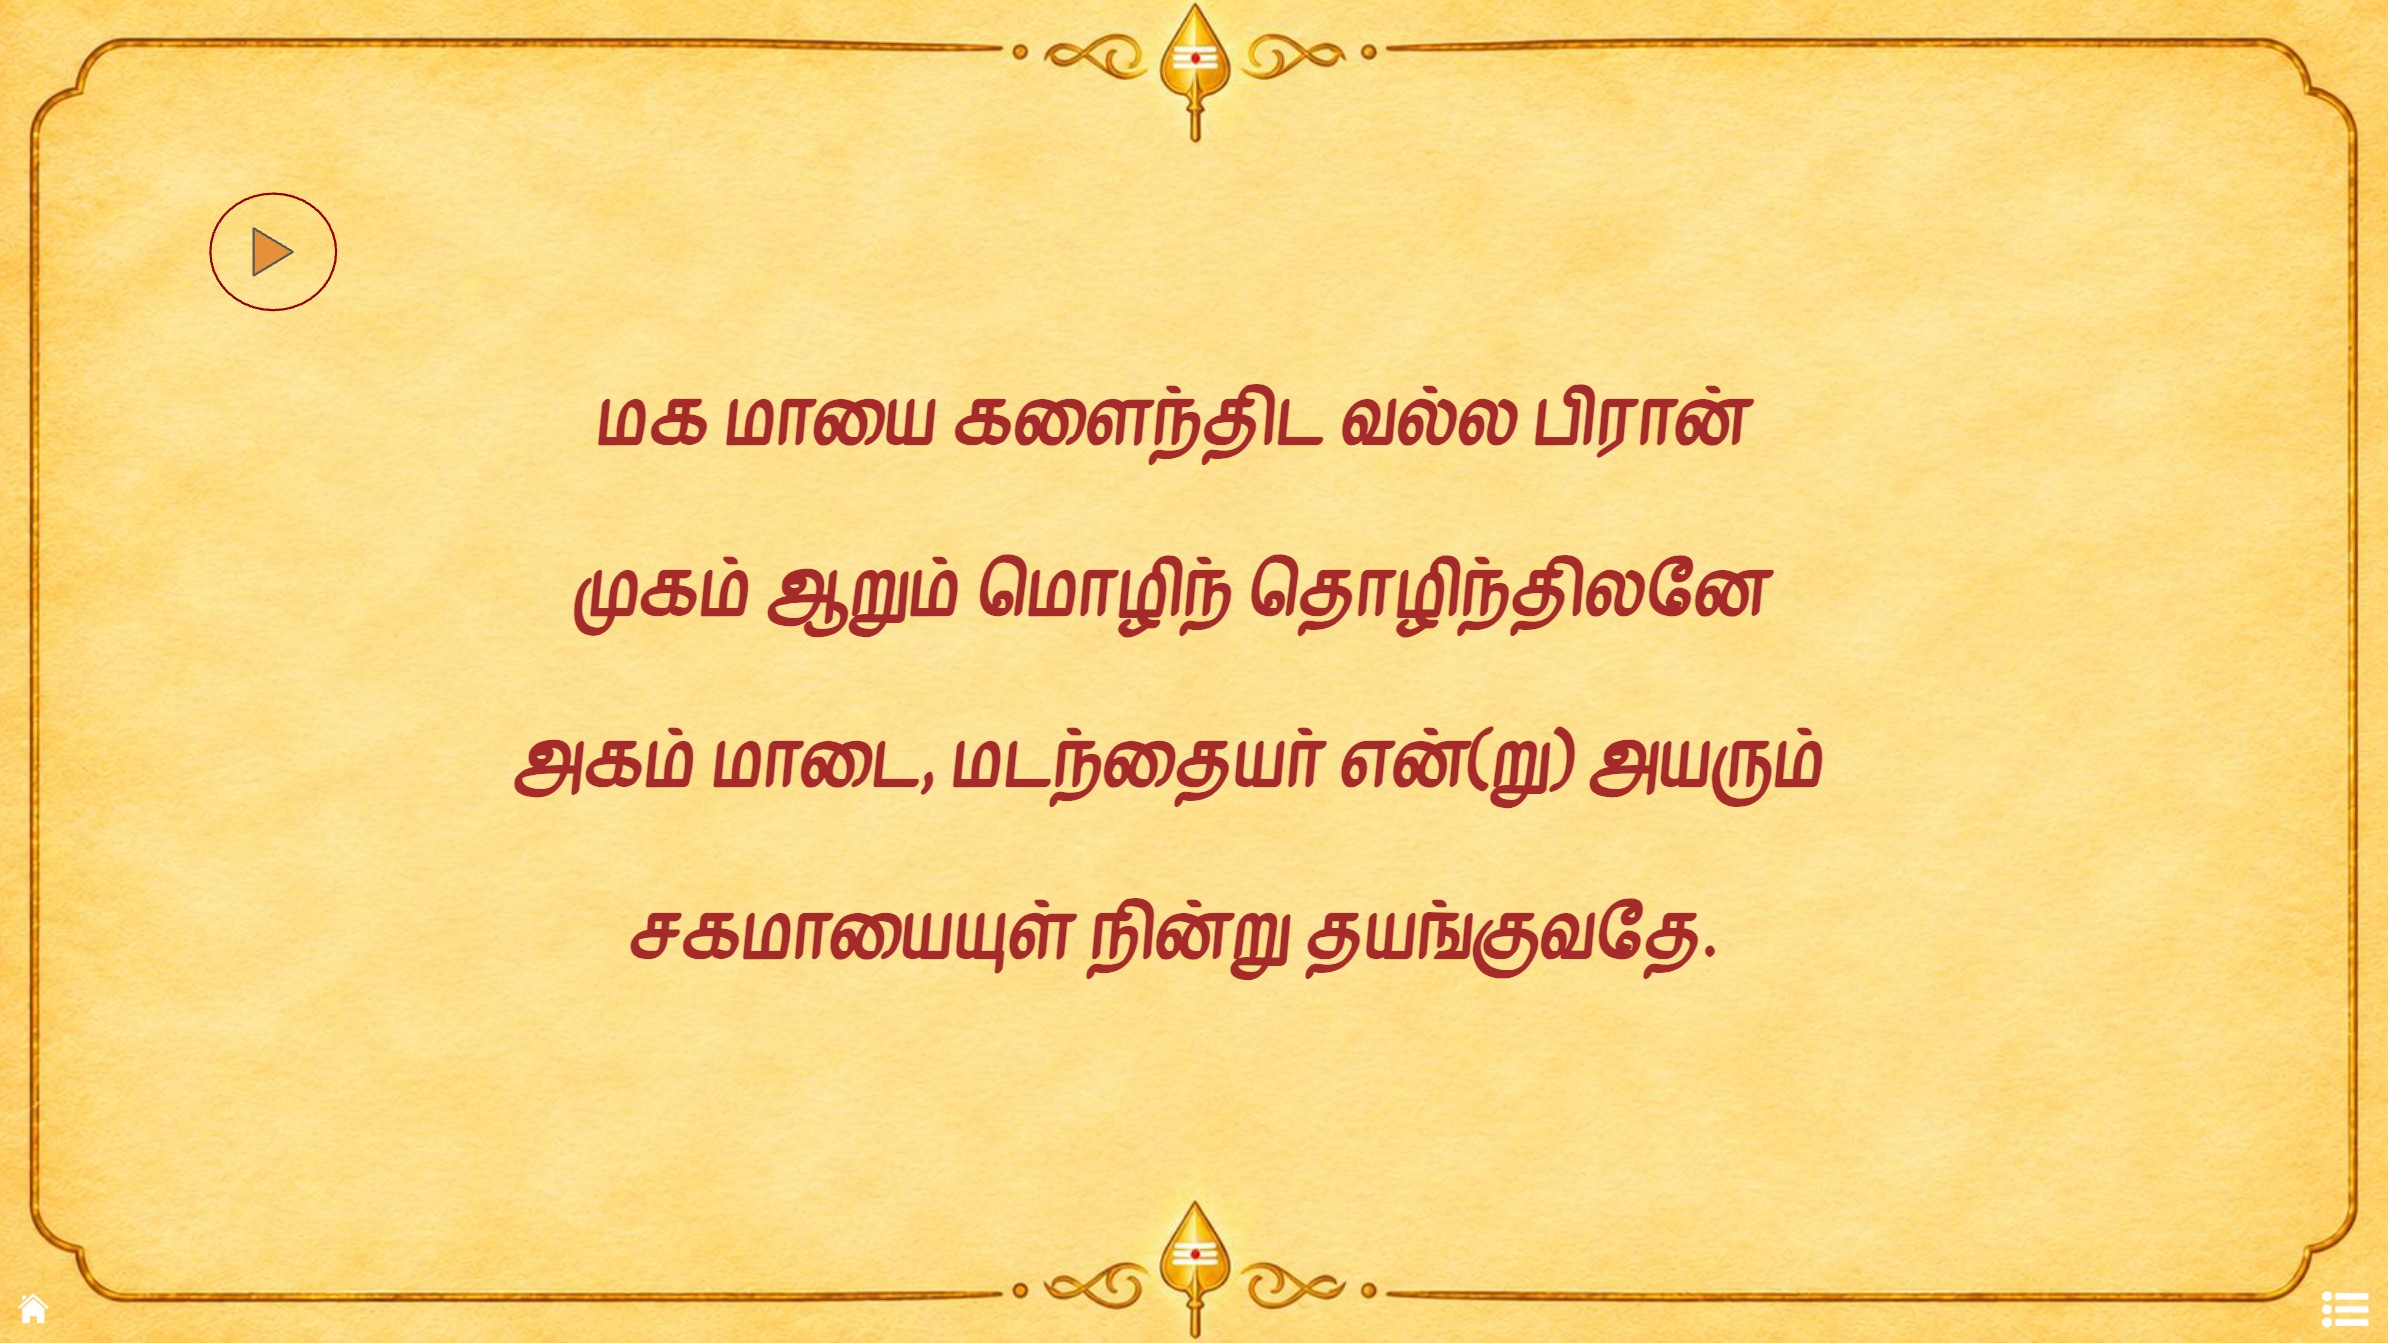 மக மாயை களைந்திட வல்ல பிரான்
முகம் ஆறும் மொழிந் தொழிந்திலனே
அகம் மாடை, மடந்தையர் என்(று) அயரும்
சகமாயையுள் நின்று தயங்குவதே.